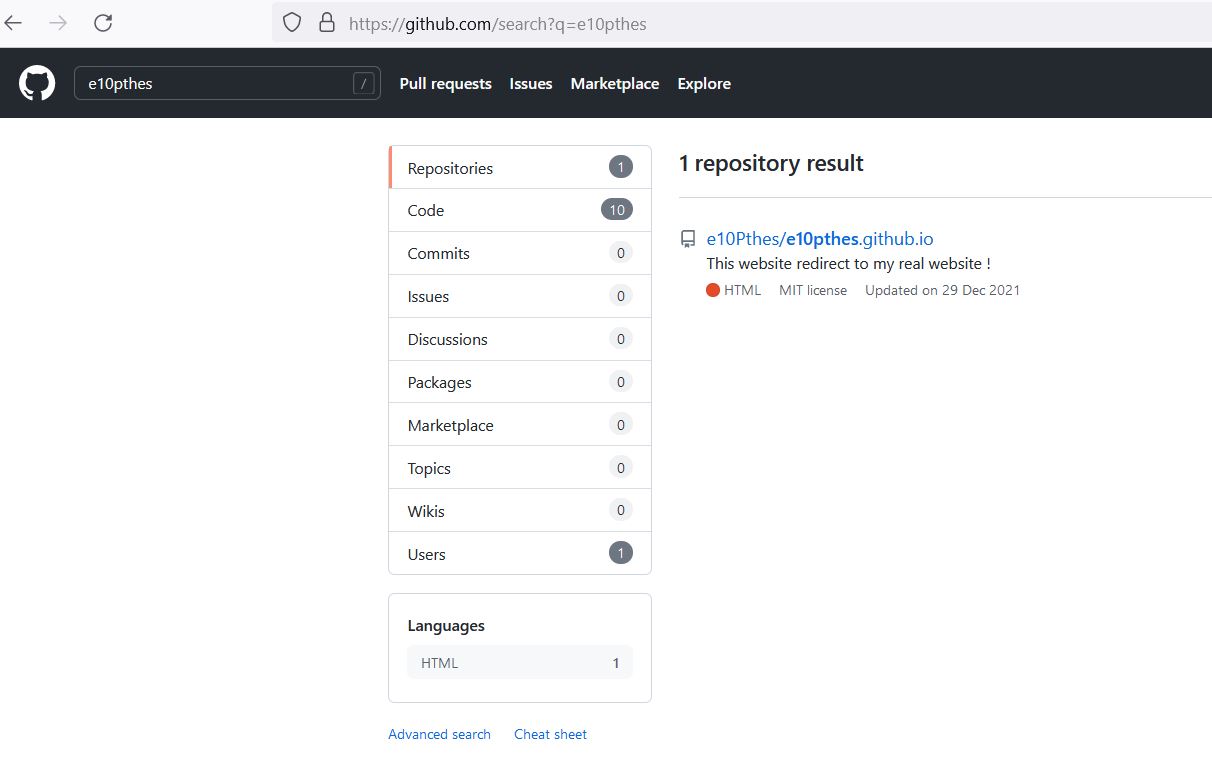 https://github.com/search?q=e10pthes
e10pthes /
Pull requests Issues Marketplace Explore
Repositories 1
Code 10
Commits 0
Issues 0
Discussions 0
Packages 0
Marketplace 0
Topics 0
Wikis 0
Users 1
Languages
HTML 1
Advanced search Cheat sheet
1 repository result
e10Pthes/e10pthes.github.io
This website redirect to my real website !
HTML MIT license Updated on 29 Dec 2021